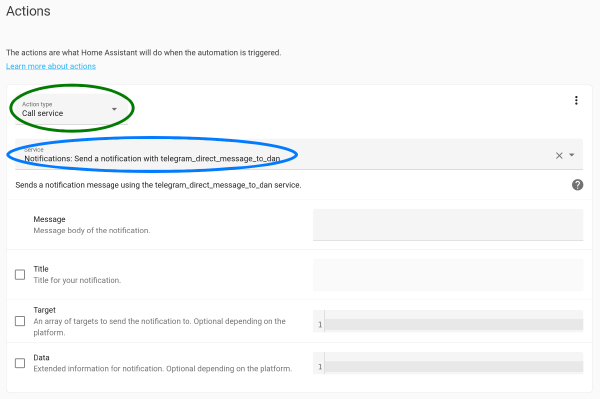 Actions
The actions are what Home Assistant will do when the automation is triggered.
Learn more about actions
Action type
Call service
Service
Notifications: Send a notification with telegram_direct_message_to_dan
Sends a notification message using the telegram_direct_message_to_dan service.
Message
Message body of the notification.
Title
Title for your notification.
Target
An array of targets to send the notification to. Optional depending on the
platform.
1
Data
Extended information for notification. Optional depending on the platform.
1